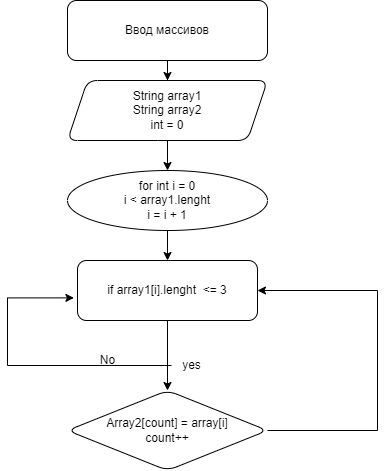 Ввод массивов
String array1
String array2
int = 0
for int i = 0
i < array1.lenght
i = i + 1
if array1[i].lenght <= 3
No
yes
Array2[count] = array[i]
count++